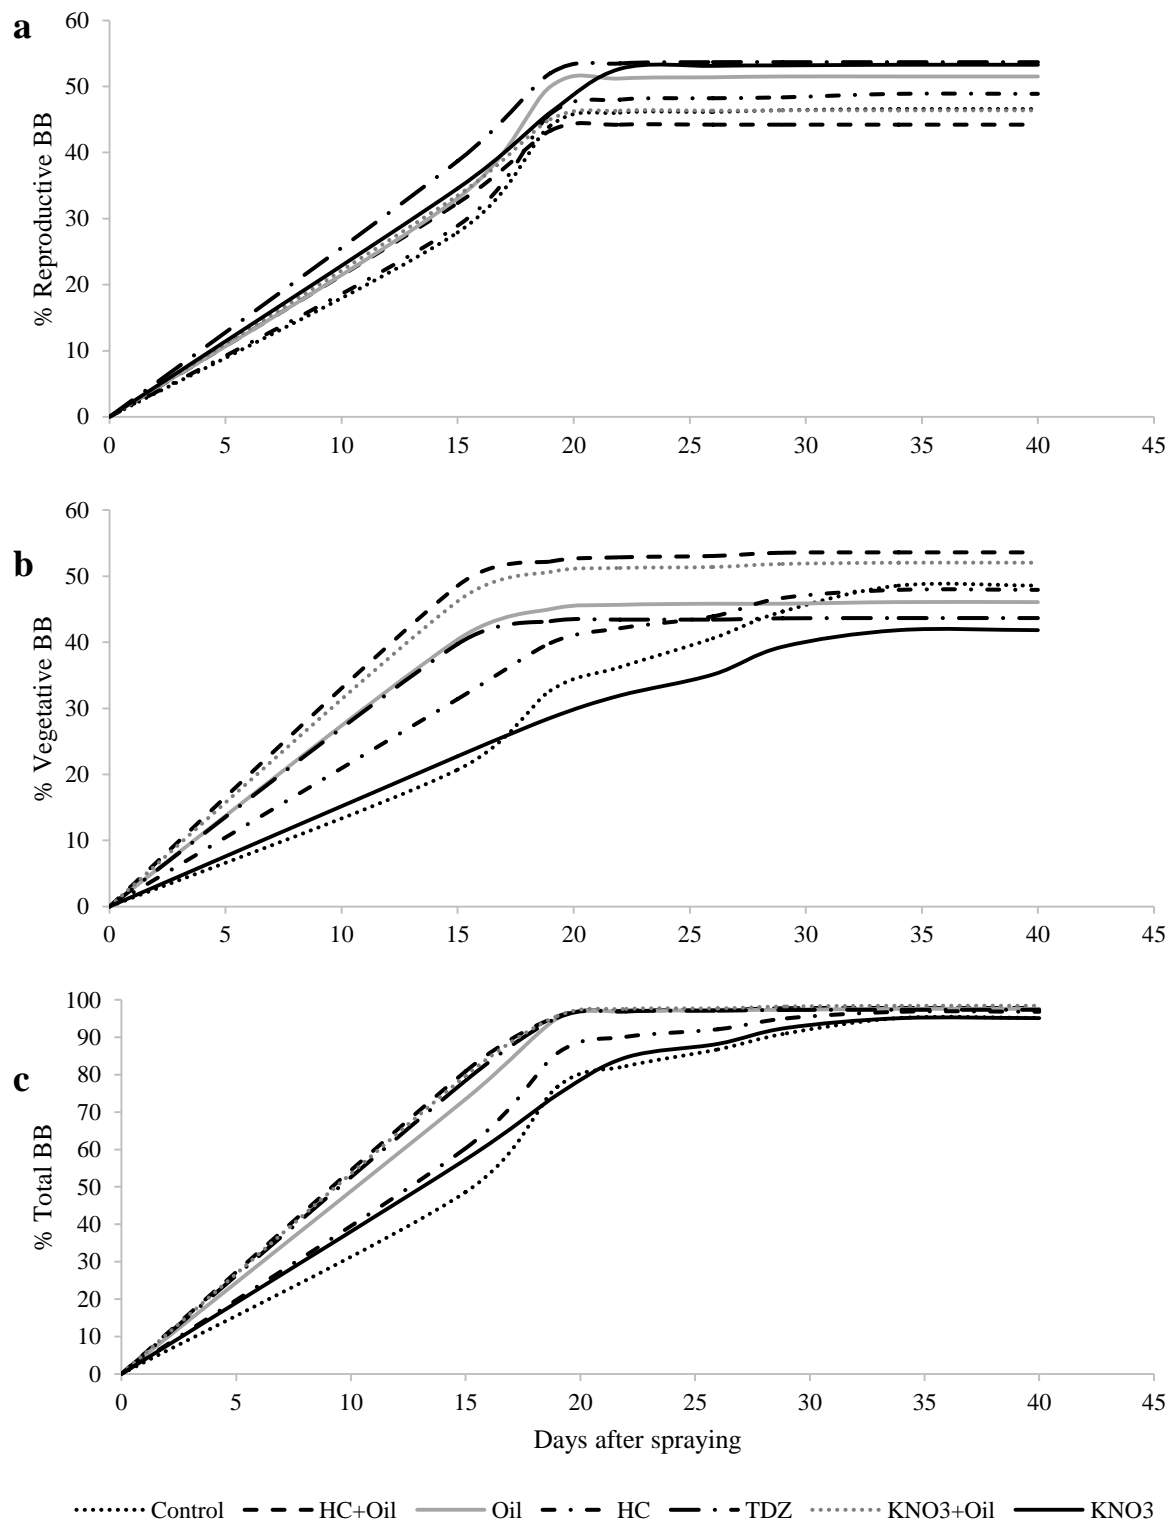 a
% Reproductive BB
60
50
40
30
20
10
0
0 5 10 15 20 25 30 35 40 45
b
% Vegetative BB
60
50
40
30
20
10
0
0 5 10 15 20 25 30 35 40 45
c
% Total BB
100
90
80
70
60
50
40
30
20
10
0
0 5 10 15 20 25 30 35 40 45
Days after spraying
Control HC+Oil Oil HC TDZ KNO3+Oil KNO3